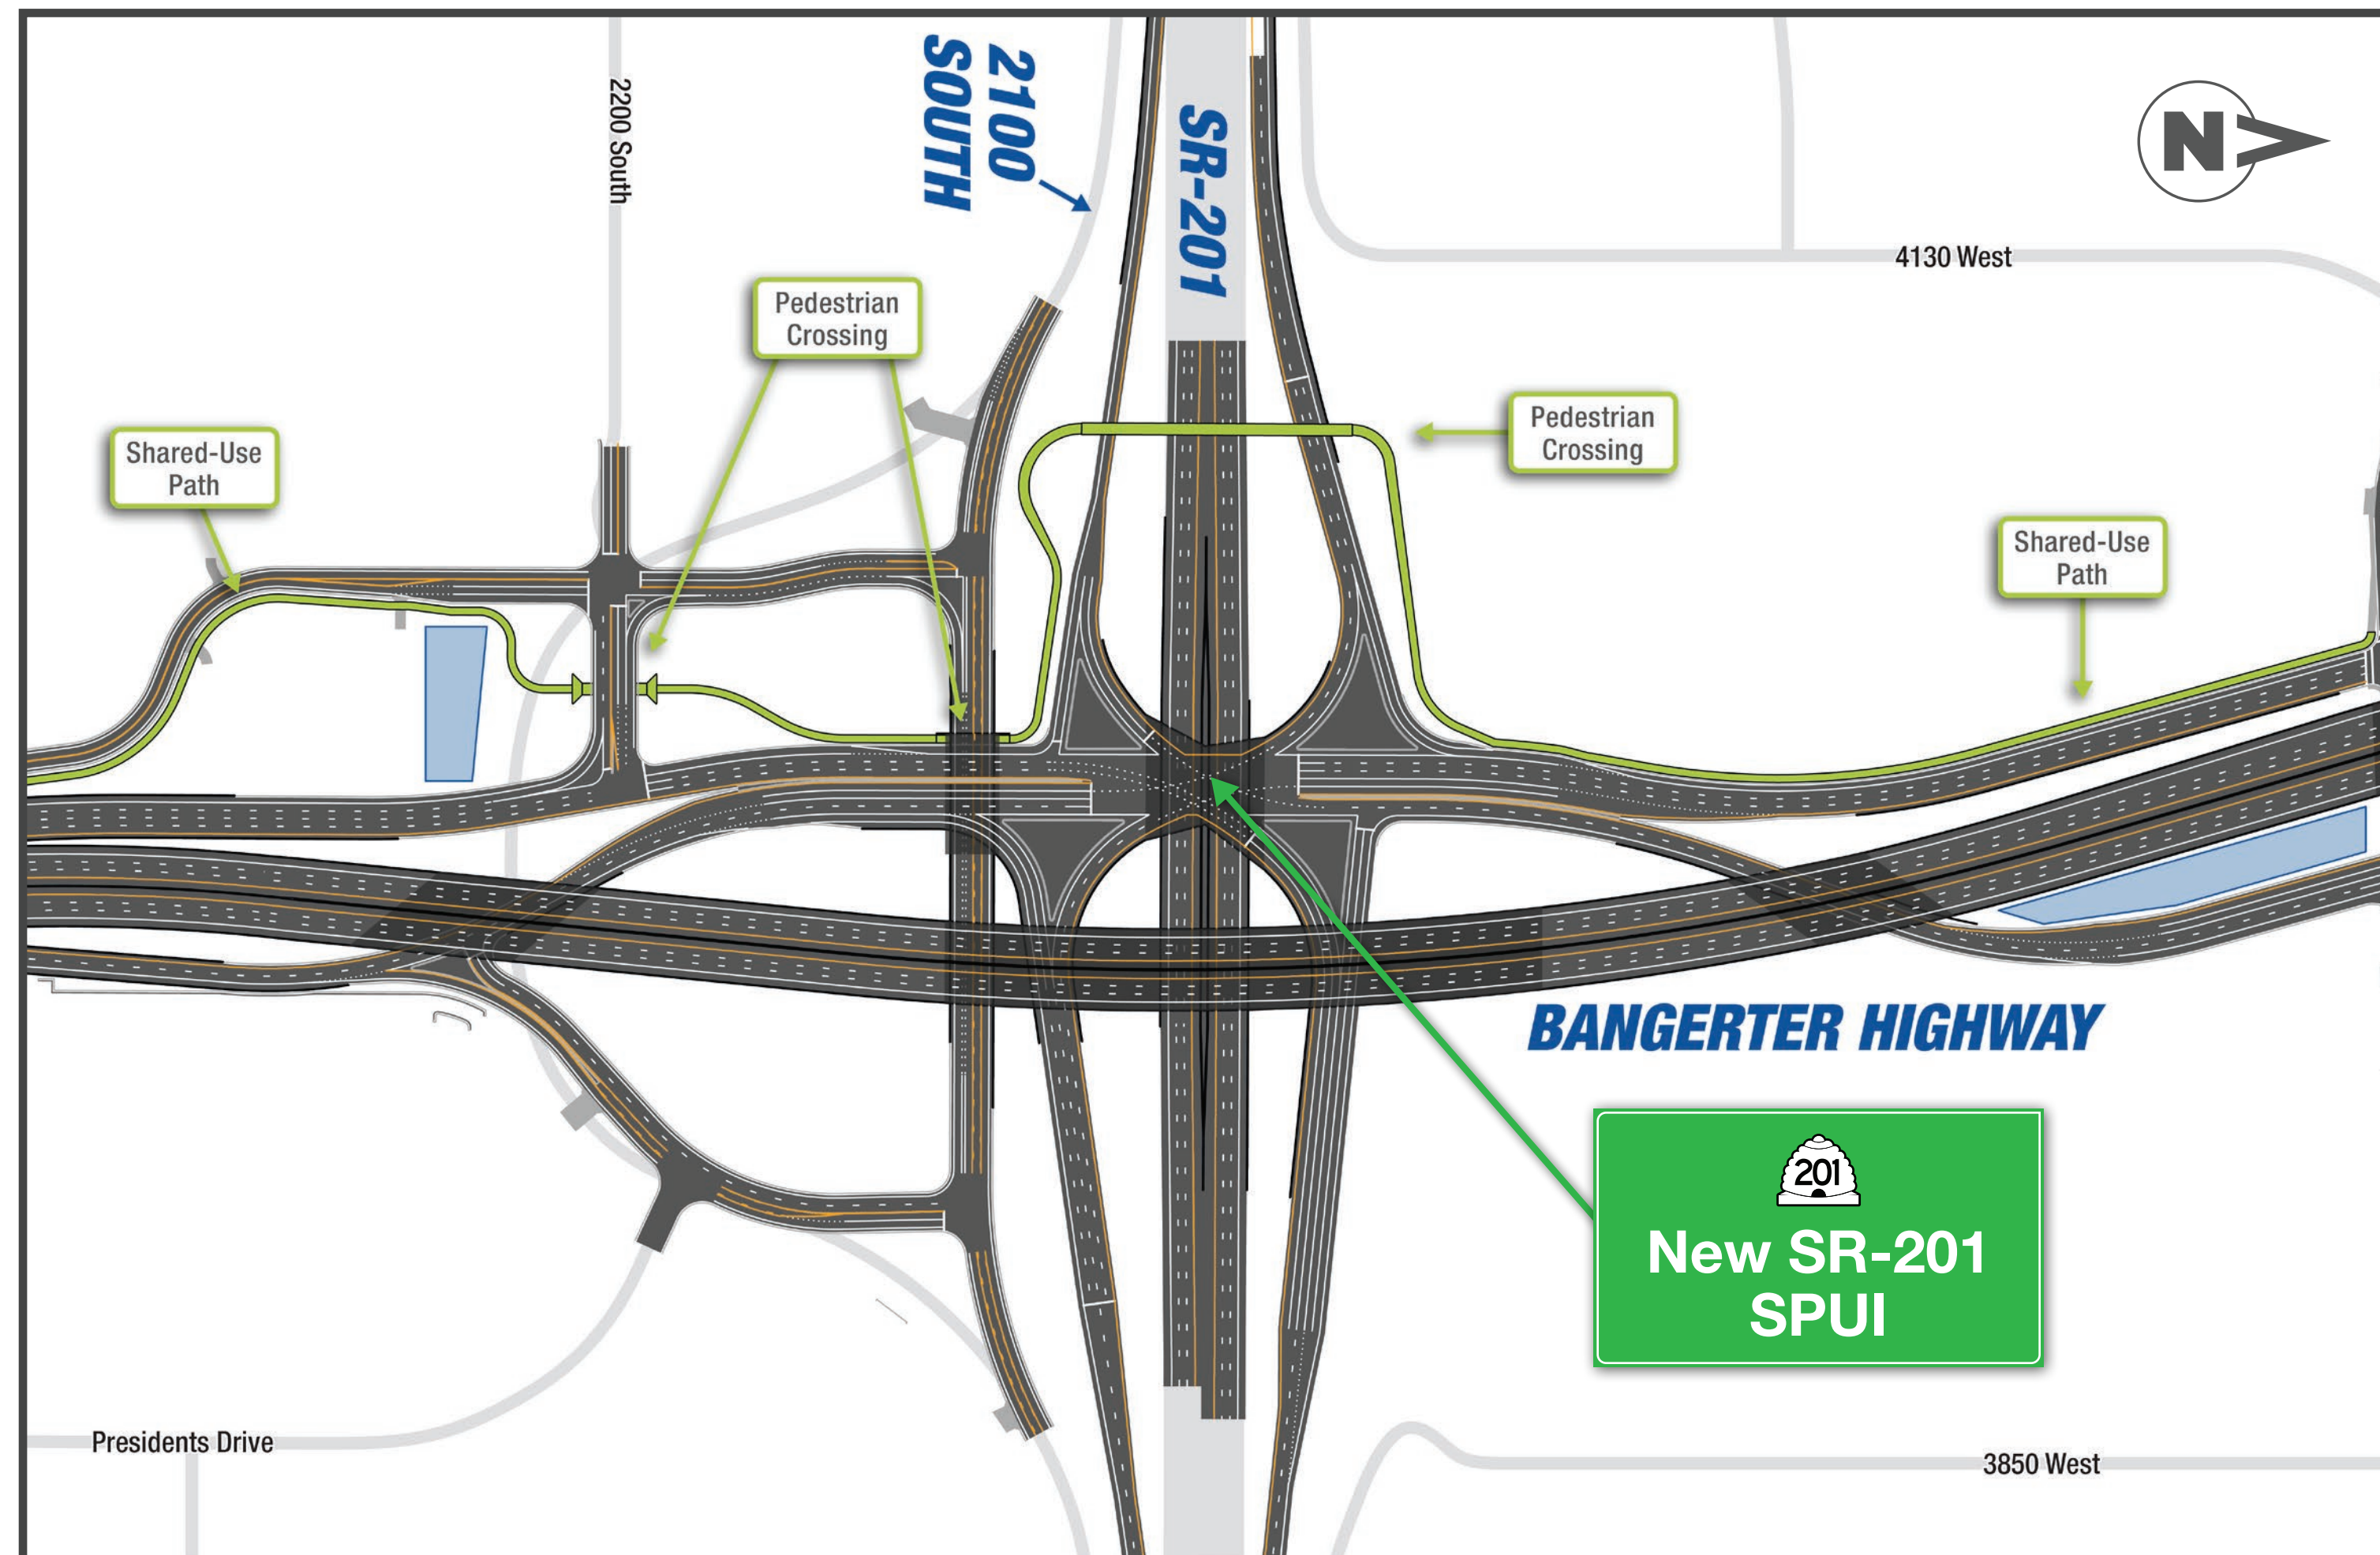 2200 South
2100
SOUTH
SR-201
N
4130 West
Pedestrian
Crossing
Pedestrian
Crossing
Shared-Use
Path
Shared-Use
Path
BANGERTER HIGHWAY
201
New SR-201
SPUI
Presidents Drive
3850 West